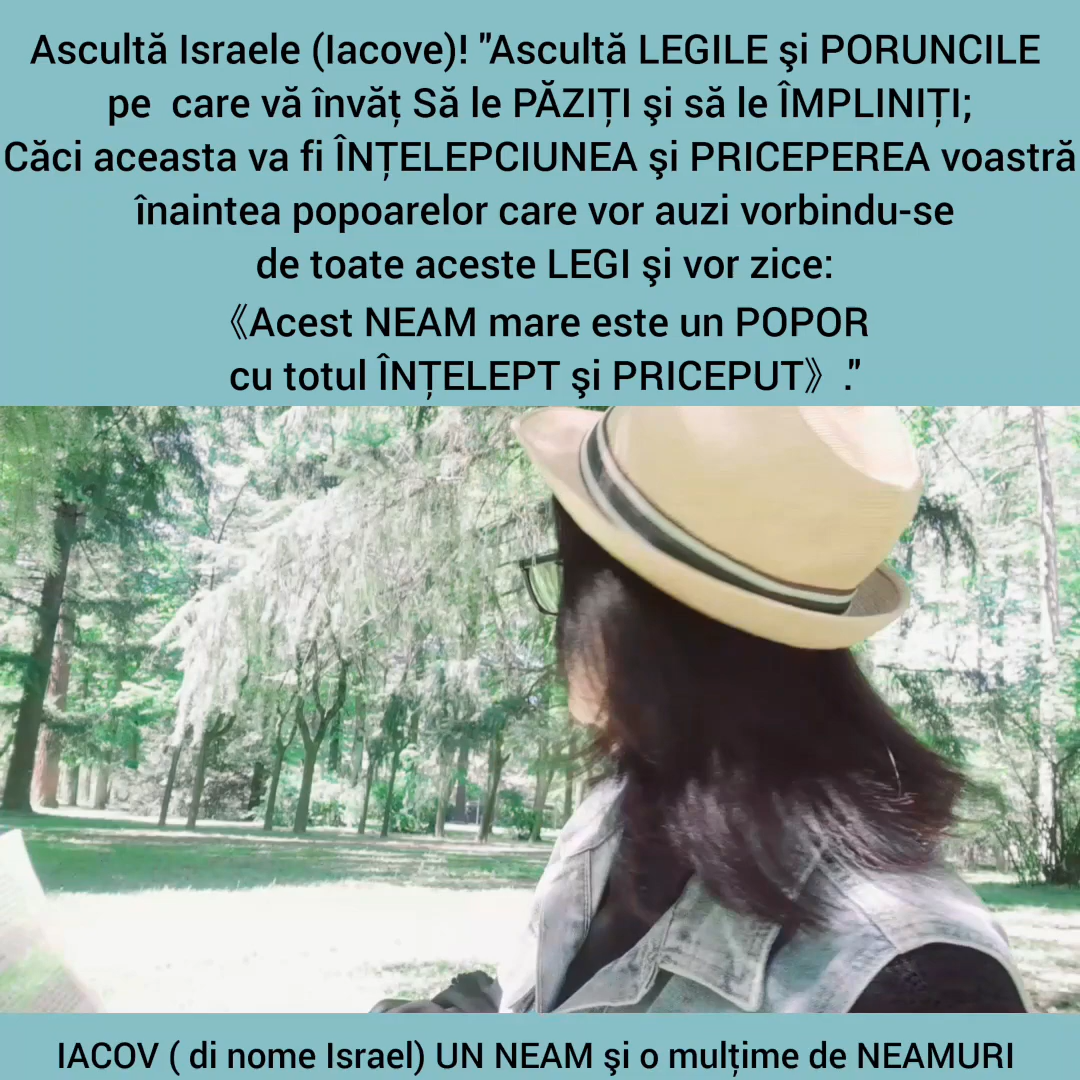 Ascultă Israele (Iacove)! "Ascultă LEGILE şi PORUNCILE
pe care vă învăț Să le PĂZIȚI şi să le ÎMPLINIȚI;
Căci aceasta va fi ÎNȚELEPCIUNEA şi PRICEPEREA voastră
înaintea popoarelor care vor auzi vorbindu-se
de toate aceste LEGI şi vor zice:
《Acest NEAM mare este un POPOR
cu totul ÎNȚELEPT şi PRICEPUT》."
IACOV ( di nome Israel) UN NEAM şi o mulțime de NEAMURI